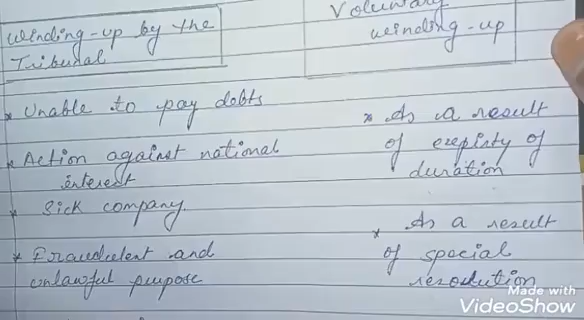 winding-up by the
Tribunal
* Unable to pay debts
* Action against national
interest
* Sick company.
* Fraudulent and
unlawful purpose
Voluntary
winding-up
* As a result
of expiry of
duration
* As a result
of special
resolution
Made with
VideoShow